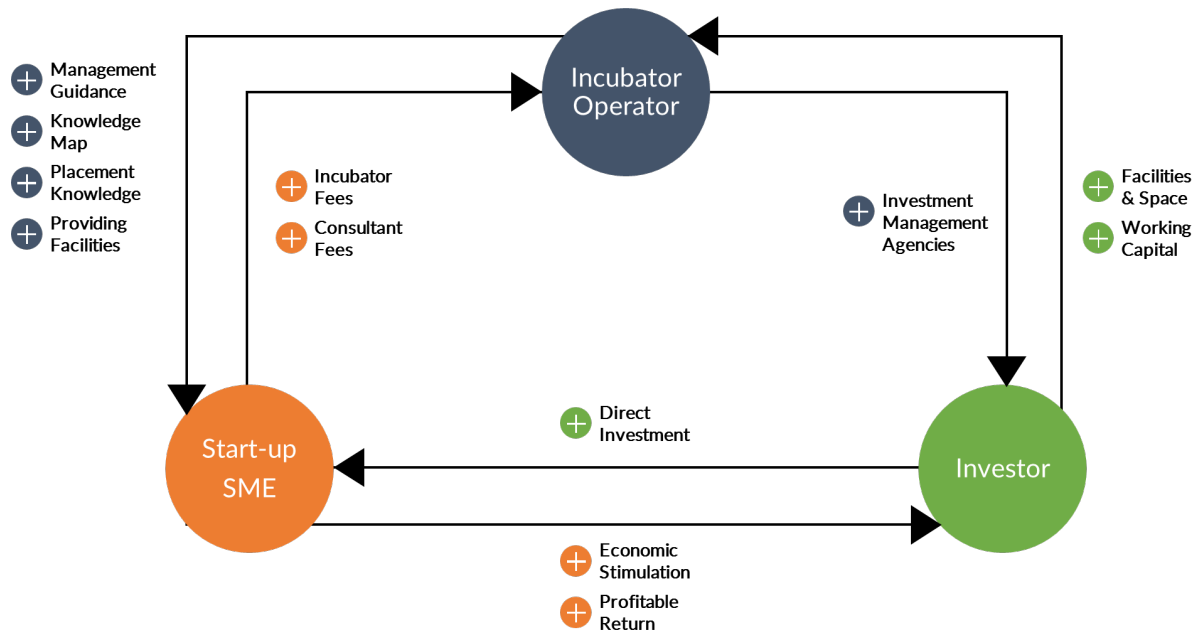 Incubator
Operator
Management
Guidance
Knowledge
Map
Placement
Knowledge
Providing
Facilities
Incubator
Fees
Consultant
Fees
Investment
Management
Agencies
Facilities
& Space
Working
Capital
Start-up
SME
Direct
Investment
Investor
Economic
Stimulation
Profitable
Return